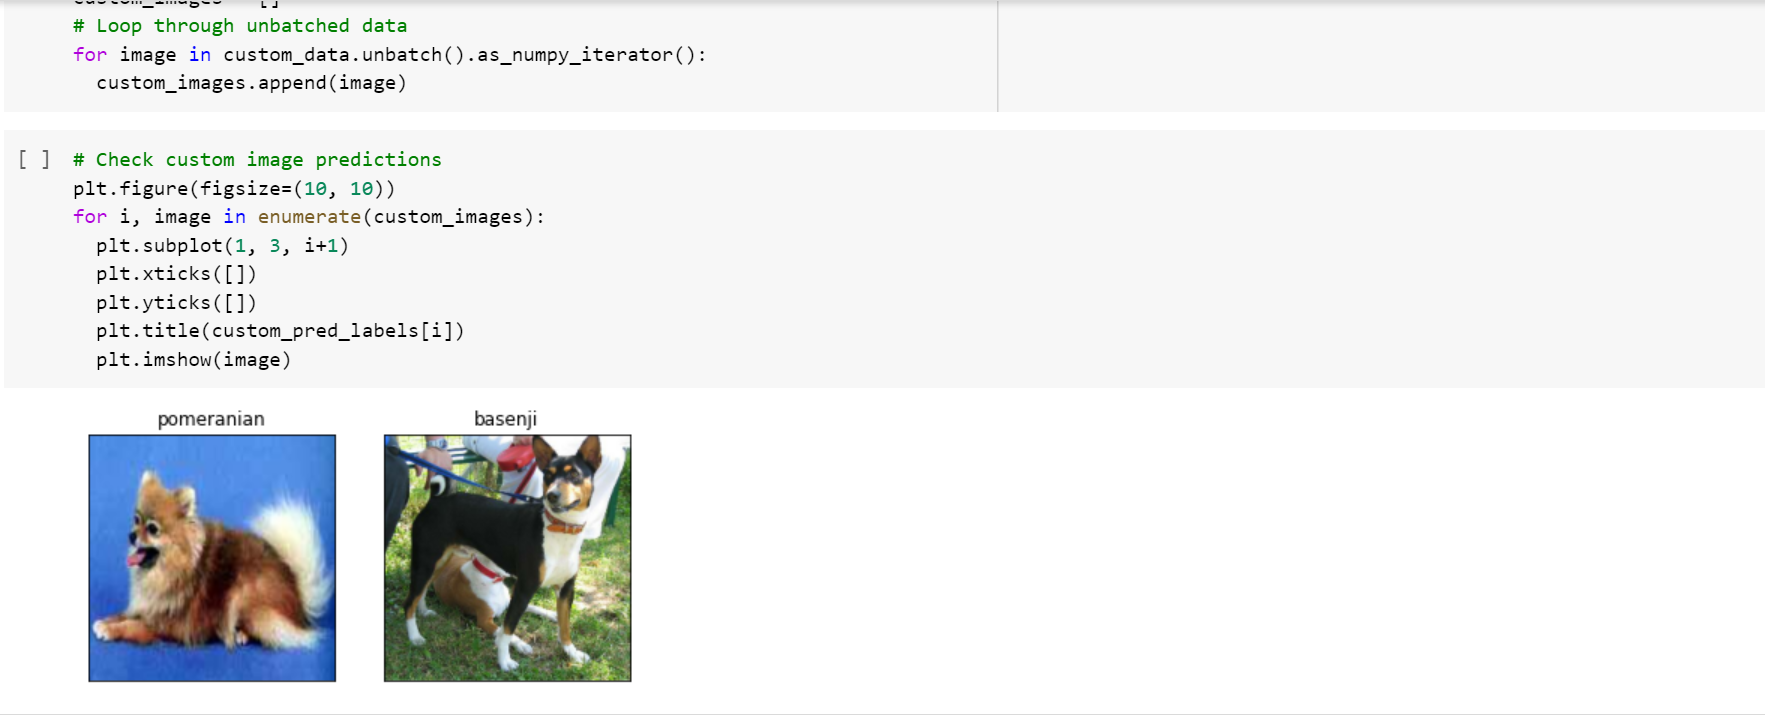 # Loop through unbatched data
for image in custom_data.unbatch().as_numpy_iterator():
  custom_images.append(image)
[ ] # Check custom image predictions
plt.figure(figsize=(10, 10))
for i, image in enumerate(custom_images):
  plt.subplot(1, 3, i+1)
  plt.xticks([])
  plt.yticks([])
  plt.title(custom_pred_labels[i])
  plt.imshow(image)
pomeranian
basenji